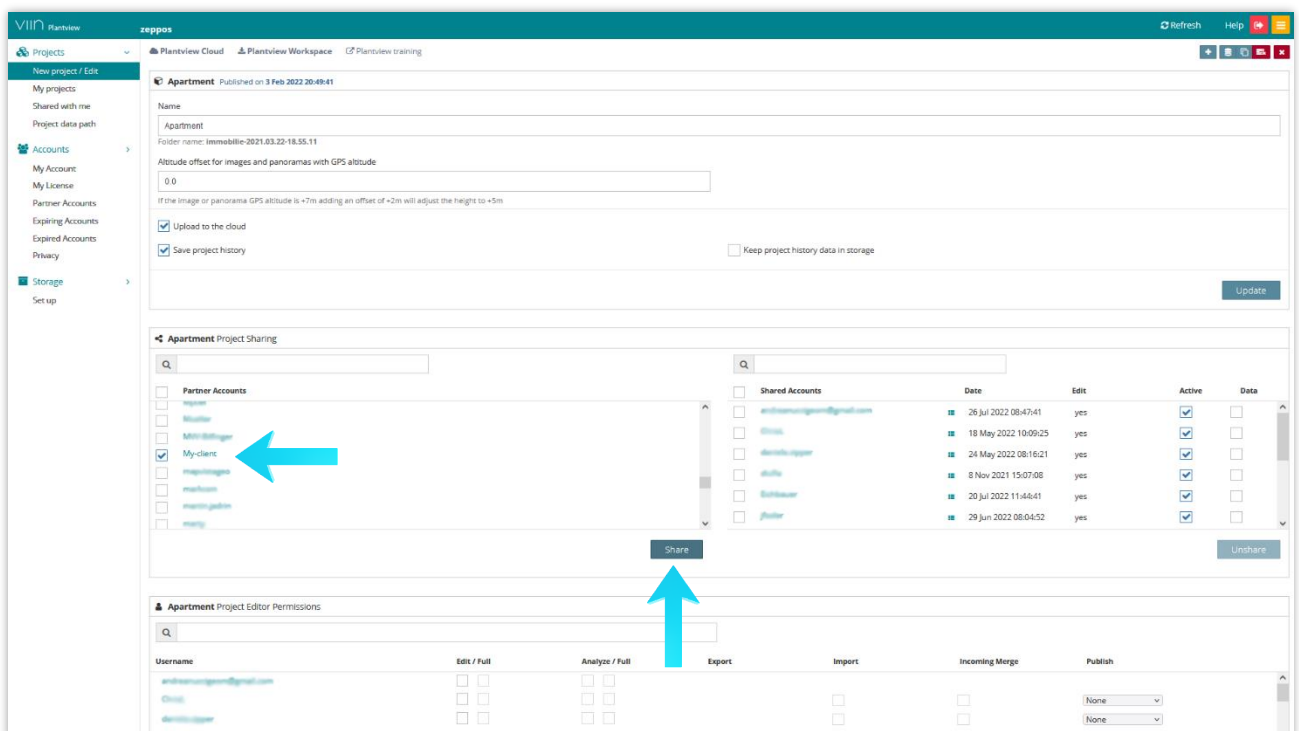 VIIN Plantview
zeppos
Refresh Help
Projects
New project / Edit
My projects
Shared with me
Project data path
Accounts
My Account
My License
Partner Accounts
Expiring Accounts
Expired Accounts
Privacy
Storage
Set up
Plantview Cloud Plantview Workspace Plantview training
Apartment Published on 3 Feb 2022 20:49:41
Name
Apartment
Folder name: immobilie-2021.03.22-18.55.11
Altitude offset for images and panoramas with GPS altitude
0.0
If the image or panorama GPS altitude is +7m adding an offset of +2m will adjust the height to +5m
Upload to the cloud
Save project history Keep project history data in storage
Update
Apartment Project Sharing
Partner Accounts
My-client
Share
Shared Accounts Date Edit Active Data
26 Jul 2022 08:47:41 yes
18 May 2022 10:09:25 yes
24 May 2022 08:16:21 yes
8 Nov 2021 15:07:08 yes
20 Jul 2022 11:44:41 yes
29 Jun 2022 08:04:52 yes
Unshare
Apartment Project Editor Permissions
Username Edit / Full Analyze / Full Export Import Incoming Merge Publish
None
None